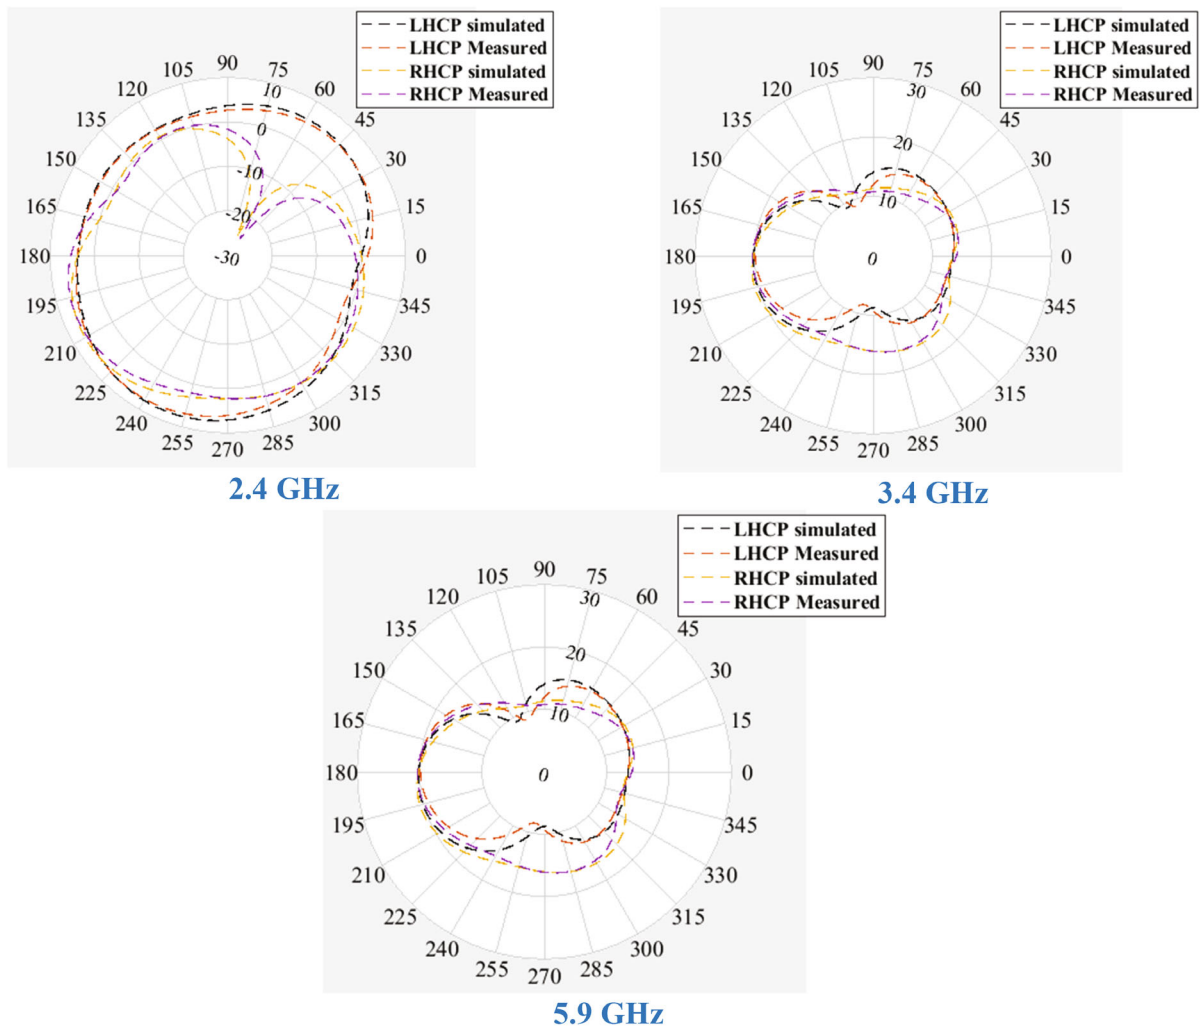 LHCP simulated
LHCP Measured
RHCP simulated
RHCP Measured
90
105 75
120 10 60
135 45
0
150 30
-10
165 15
-20
180 -30 0
195 345
210 330
225 315
240 300
255 285
270
2.4 GHz
LHCP simulated
LHCP Measured
RHCP simulated
RHCP Measured
90
105 75
120 30 60
135 45
20
150 30
10
165 15
180 0 0
195 345
210 330
225 315
240 300
255 285
270
3.4 GHz
LHCP simulated
LHCP Measured
RHCP simulated
RHCP Measured
90
105 75
120 30 60
135 45
20
150 30
10
165 15
180 0 0
195 345
210 330
225 315
240 300
255 285
270
5.9 GHz